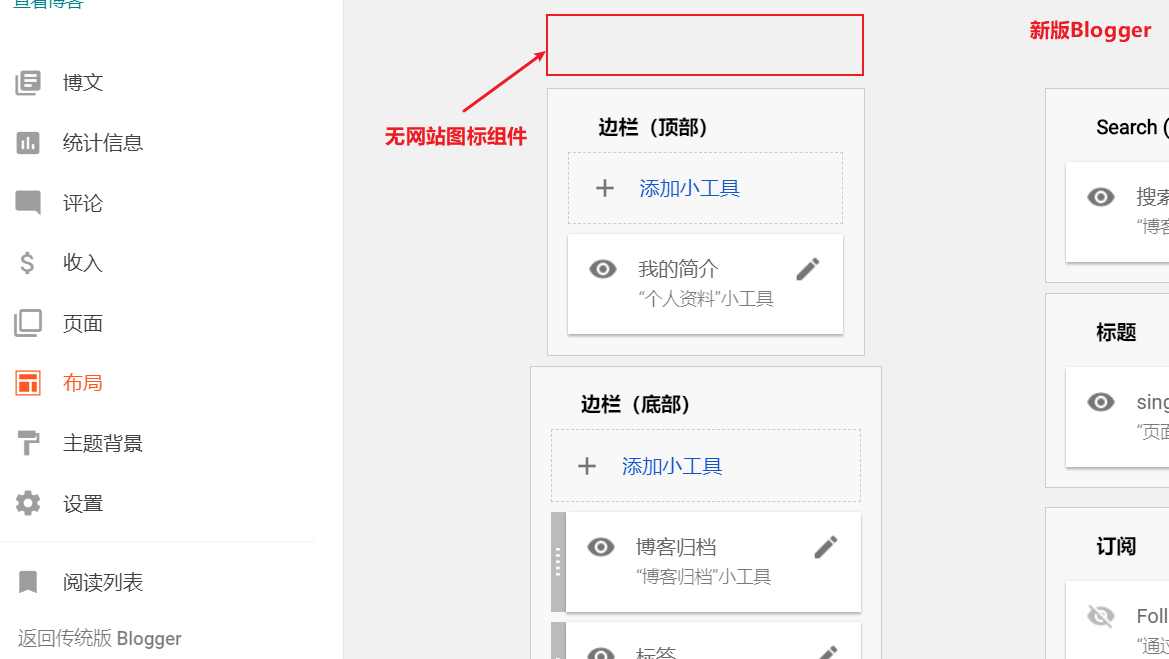 查看博客
博文
统计信息
评论
收入
页面
布局
主题背景
设置
阅读列表
返回传统版 Blogger
新版Blogger
无网站图标组件
边栏（顶部）
添加小工具
我的简介
“个人资料”小工具
边栏（底部）
添加小工具
博客归档
“博客归档”小工具
标签
Search (
搜索
“博客
标题
sing
“页面
订阅
Foll
“通过